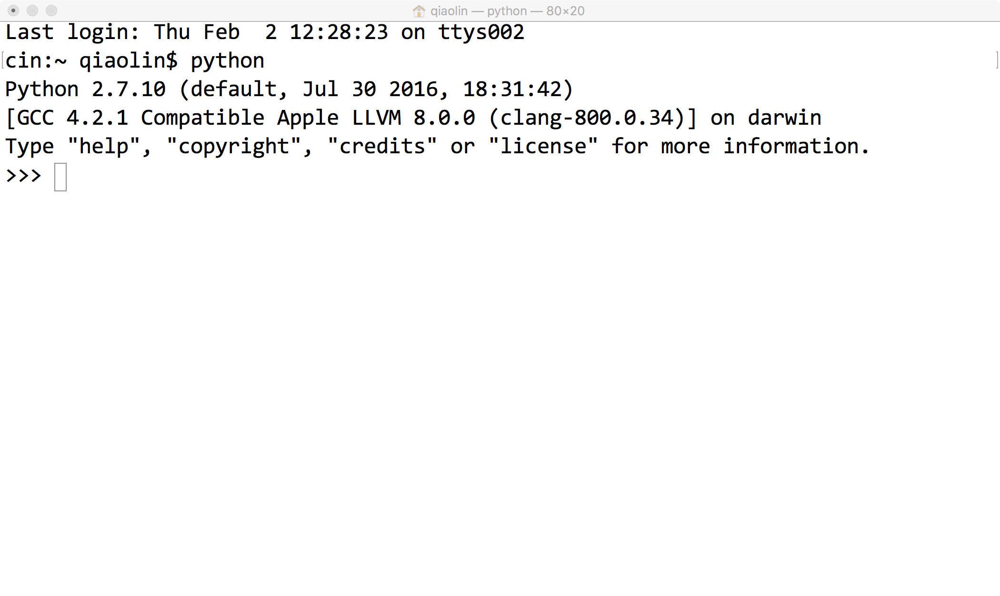 qiaolin — python — 80×20
Last login: Thu Feb  2 12:28:23 on ttys002
[cin:~ qiaolin$ python ]
Python 2.7.10 (default, Jul 30 2016, 18:31:42)
[GCC 4.2.1 Compatible Apple LLVM 8.0.0 (clang-800.0.34)] on darwin
Type "help", "copyright", "credits" or "license" for more information.
>>>